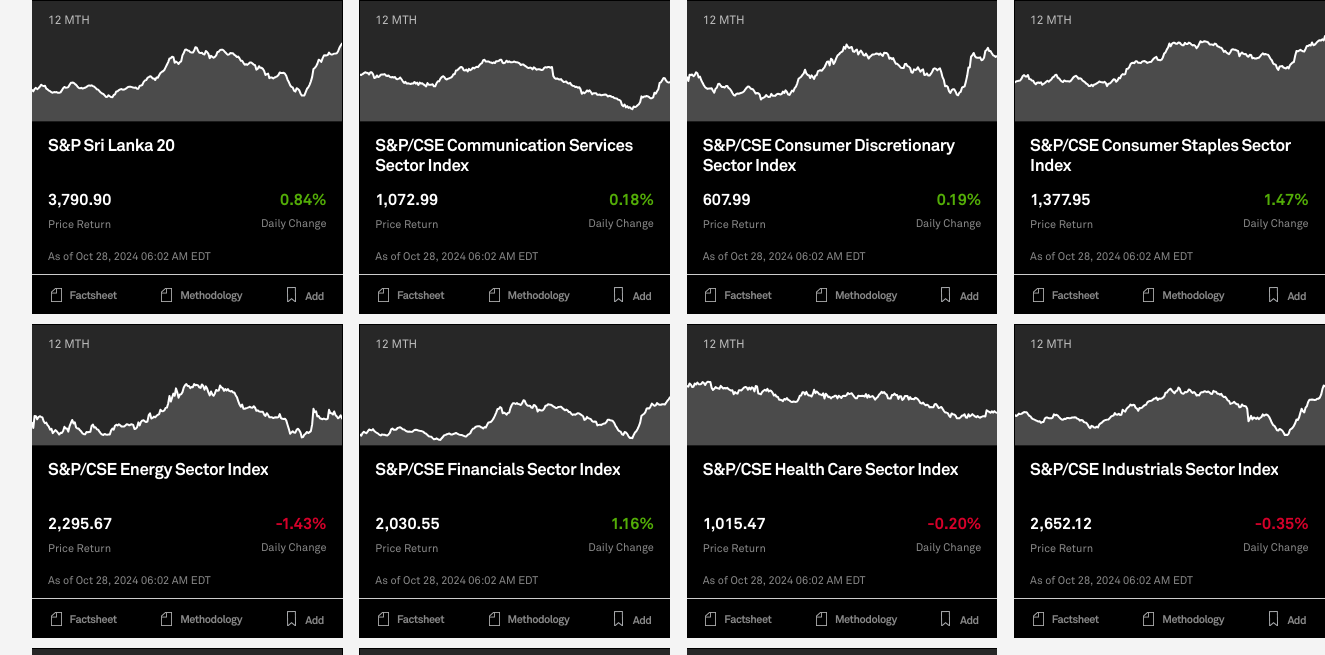 12 MTH
12 MTH
12 MTH
12 MTH
S&P Sri Lanka 20
S&P/CSE Communication Services
Sector Index
S&P/CSE Consumer Discretionary
Sector Index
S&P/CSE Consumer Staples Sector
Index
3,790.90
0.84%
1,072.99
0.18%
607.99
0.19%
1,377.95
1.47%
Price Return
Daily Change
Price Return
Daily Change
Price Return
Daily Change
Price Return
Daily Change
As of Oct 28, 2024 06:02 AM EDT
As of Oct 28, 2024 06:02 AM EDT
As of Oct 28, 2024 06:02 AM EDT
As of Oct 28, 2024 06:02 AM EDT
Factsheet
Methodology
Add
Factsheet
Methodology
Add
Factsheet
Methodology
Add
Factsheet
Methodology
Add
12 MTH
12 MTH
12 MTH
12 MTH
S&P/CSE Energy Sector Index
S&P/CSE Financials Sector Index
S&P/CSE Health Care Sector Index
S&P/CSE Industrials Sector Index
2,295.67
-1.43%
2,030.55
1.16%
1,015.47
-0.20%
2,652.12
-0.35%
Price Return
Daily Change
Price Return
Daily Change
Price Return
Daily Change
Price Return
Daily Change
As of Oct 28, 2024 06:02 AM EDT
As of Oct 28, 2024 06:02 AM EDT
As of Oct 28, 2024 06:02 AM EDT
As of Oct 28, 2024 06:02 AM EDT
Factsheet
Methodology
Add
Factsheet
Methodology
Add
Factsheet
Methodology
Add
Factsheet
Methodology
Add